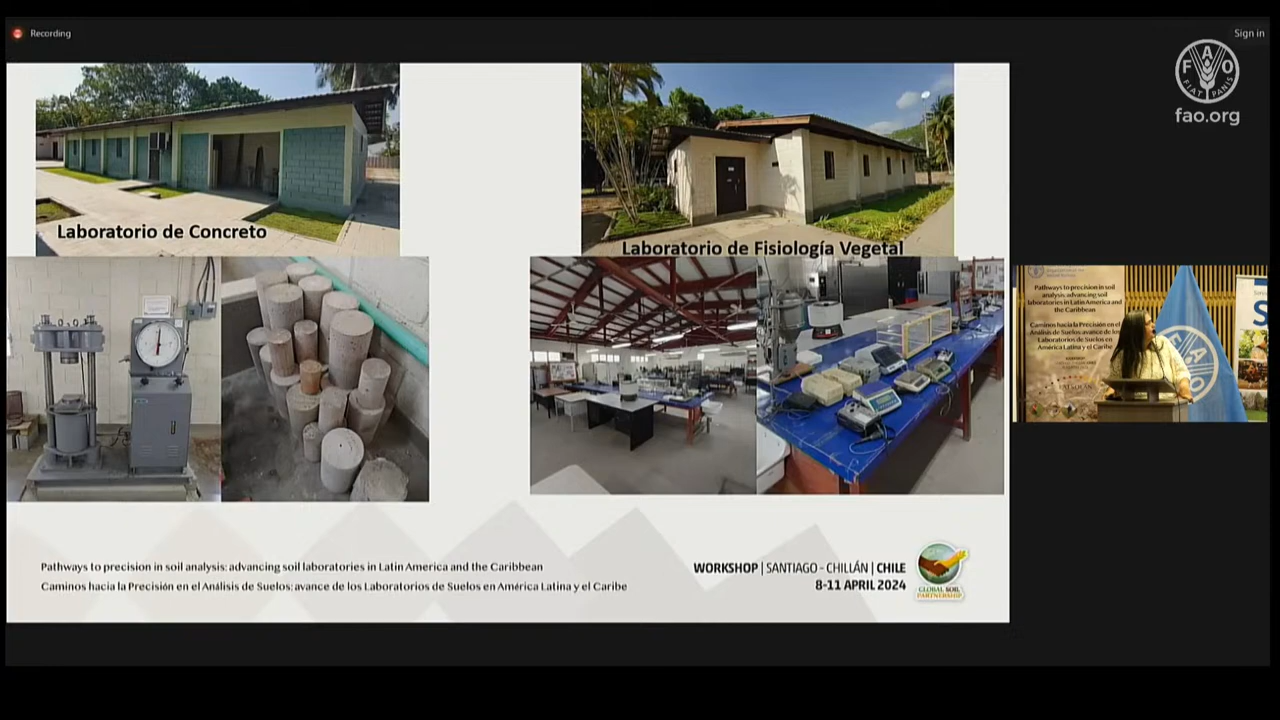 Recording
Sign in
F A O
FIAT PANIS
fao.org
Laboratorio de Concreto
Laboratorio de Fisiología Vegetal
Pathways to precision in soil
analysis: advancing soil
laboratories in Latin America and
the Caribbean
Caminos hacia la Precisión en el
Análisis de Suelos: avance de los
Laboratorios de Suelos en
América Latina y el Caribe
Pathways to precision in soil analysis: advancing soil laboratories in Latin America and the Caribbean
Caminos hacia la Precisión en el Análisis de Suelos: avance de los Laboratorios de Suelos en América Latina y el Caribe
WORKSHOP | SANTIAGO - CHILLÁN | CHILE
8-11 APRIL 2024
GLOBAL SOIL
PARTNERSHIP